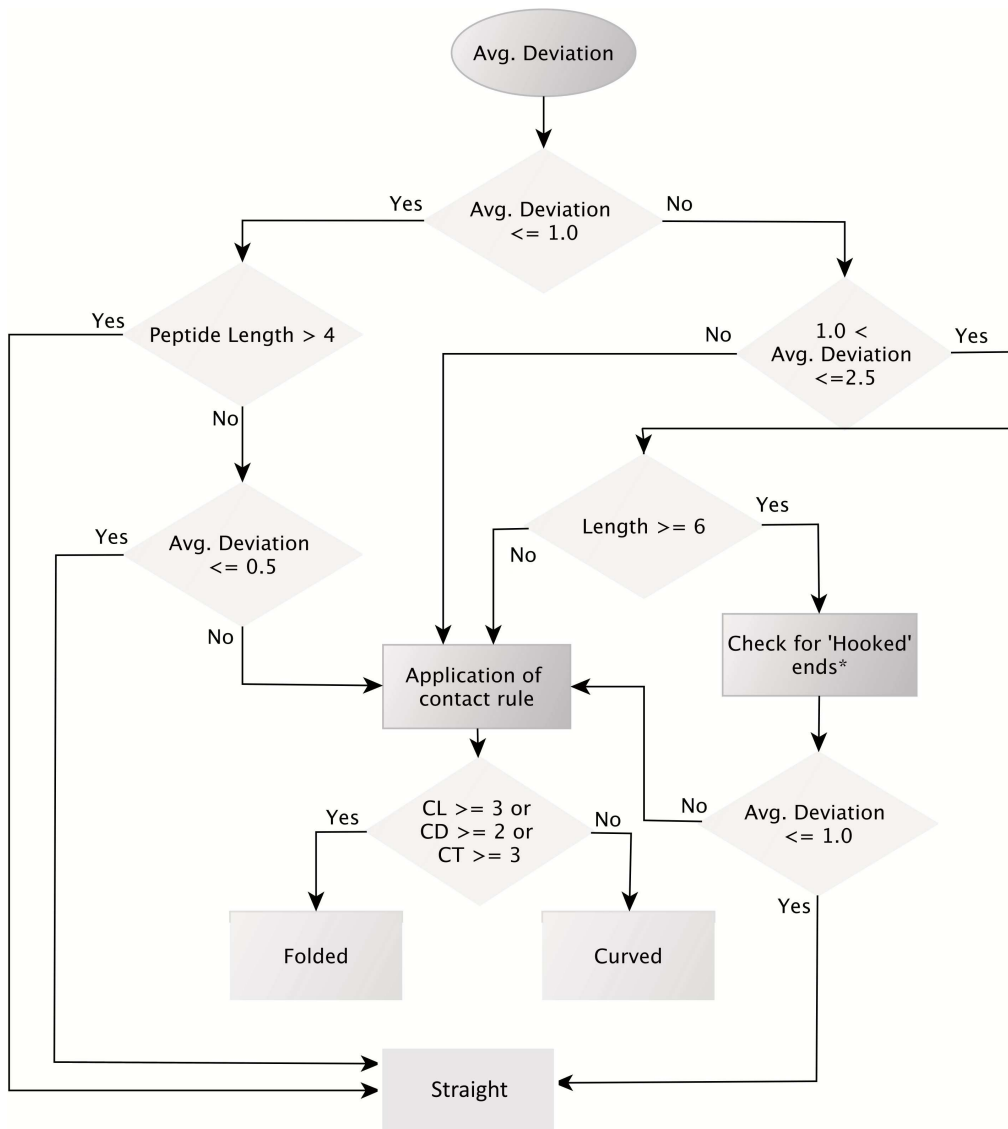 Avg. Deviation
Yes
Avg. Deviation
<= 1.0
No
Yes
Peptide Length > 4
No
1.0 <
Avg. Deviation
<=2.5
Yes
No
Yes
Avg. Deviation
<= 0.5
No
Length >= 6
Yes
No
Application of
contact rule
Check for 'Hooked'
ends*
Yes
CL >= 3 or
CD >= 2 or
CT >= 3
No
No
Avg. Deviation
<= 1.0
Yes
Folded
Curved
Straight